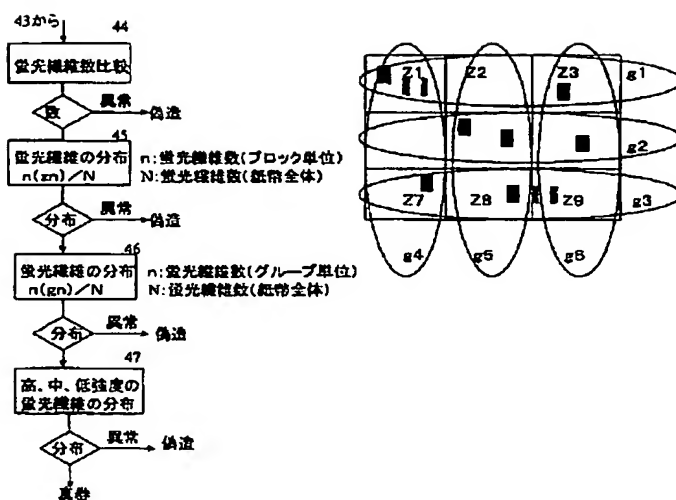 43から
44
蛍光繊維数比較
異常
数
偽造
45
蛍光繊維の分布
n(zn)/N
n:蛍光繊維数(ブロック単位)
N:蛍光繊維数(紙幣全体)
異常
分布
偽造
46
蛍光繊維の分布
n(gn)/N
n:蛍光繊維数(グループ単位)
N:蛍光繊維数(紙幣全体)
異常
分布
偽造
47
高、中、低強度の
蛍光繊維の分布
異常
分布
偽造
真券
Z1 Z2 Z3 g1
g2
Z7 Z8 Z9 g3
g4 g5 g6